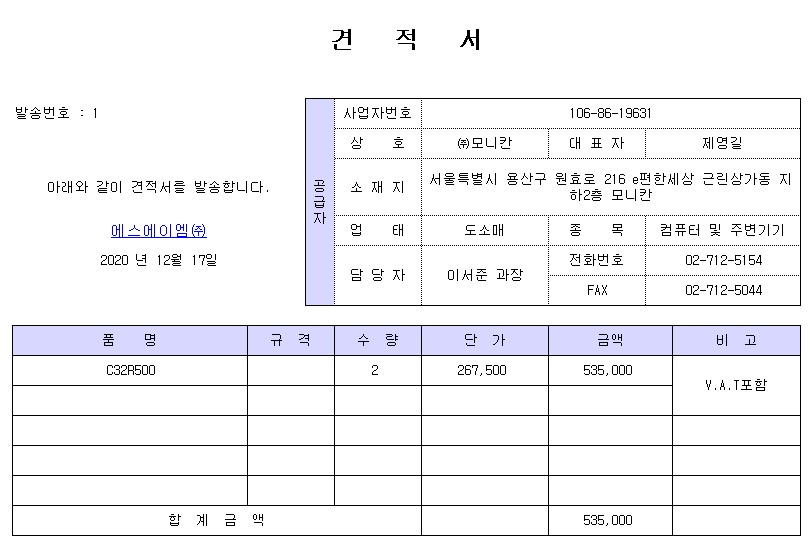 견 적 서
발송번호 : 1
아래와 같이 견적서를 발송합니다.
에스에이엠㈜
2020 년 12월 17일
공급자
사업자번호 106-86-19631
상 호 ㈜모니칸 대 표 자 제영길
소 재 지 서울특별시 용산구 원효로 216 e편한세상 근린상가동 지
하2층 모니칸
업 태 도소매 종 목 컴퓨터 및 주변기기
담 당 자 이서준 과장 전화번호 02-712-5154
FAX 02-712-5044
품 명 규 격 수 량 단 가 금액 비 고
C32R500 2 267,500 535,000 V.A.T포함
합 계 금 액 535,000